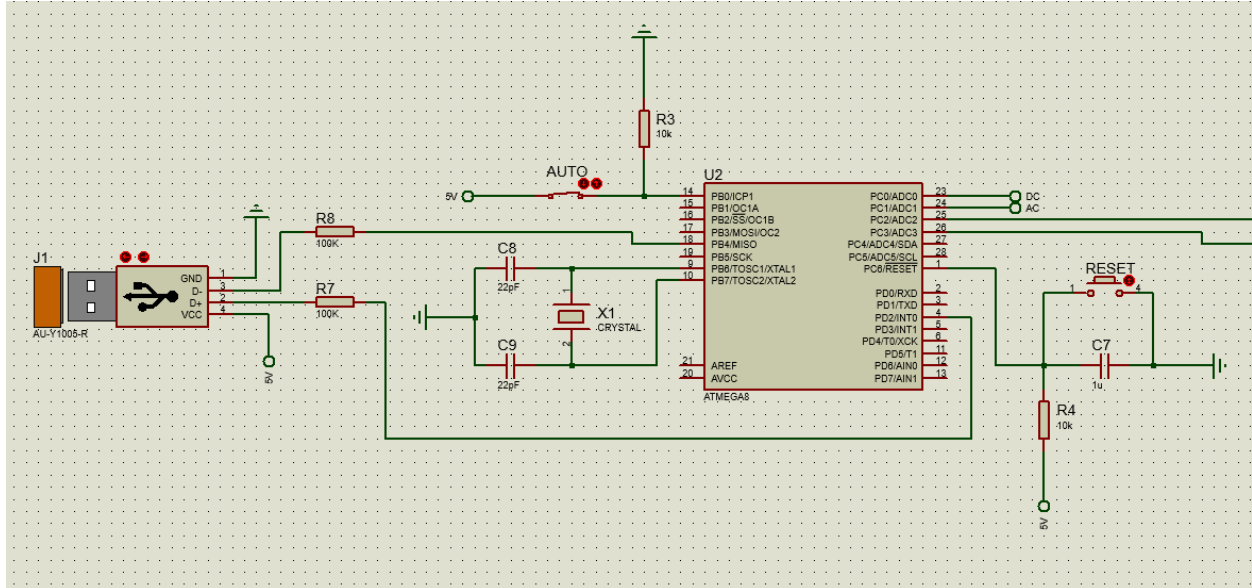 R3
10k
AUTO
5V
U2
14 PB0/ICP1
15 PB1/OC1A
16 PB2/SS/OC1B
17 PB3/MOSI/OC2
18 PB4/MISO
19 PB5/SCK
9 PB6/TOSC1/XTAL1
10 PB7/TOSC2/XTAL2
21 AREF
20 AVCC
ATMEGA8
PC0/ADC0 23
PC1/ADC1 24
PC2/ADC2 25
PC3/ADC3 26
PC4/ADC4/SDA 27
PC5/ADC5/SCL 28
PC6/RESET 1
PD0/RXD 2
PD1/TXD 3
PD2/INT0 4
PD3/INT1 5
PD4/T0/XCK 6
PD5/T1 11
PD6/AIN0 12
PD7/AIN1 13
DC
AC
R8
100K
R7
100K
J1
GND 1
D- 3
D+ 2
VCC 4
AU-Y1005-R
5V
C8
22pF
X1
CRYSTAL
1
2
C9
22pF
RESET
1 4
C7
1u
R4
10k
5V